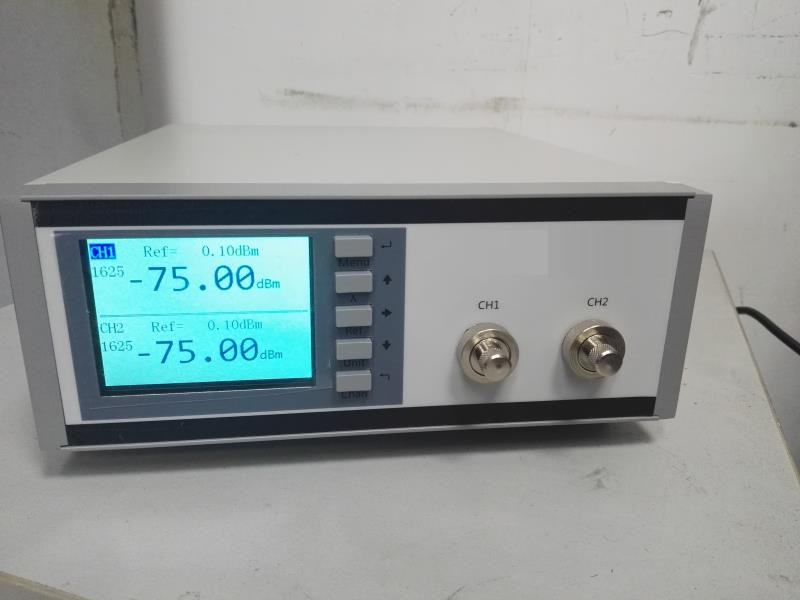 CH1 Ref= 0.10dBm
1625 -75.00dBm
CH2 Ref= 0.10dBm
1625 -75.00dBm
Menu
λ
Ref
Unit
Chan
CH1
CH2